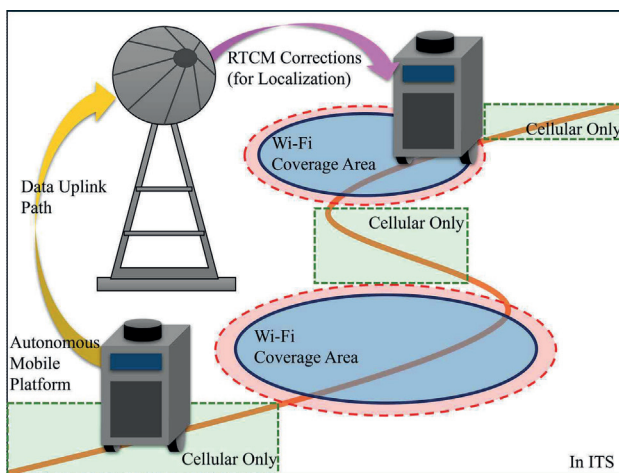 RTCM Corrections
(for Localization)
Cellular Only
Wi-Fi
Coverage Area
Data Uplink
Path
Cellular Only
Wi-Fi
Coverage Area
Autonomous
Mobile
Platform
Cellular Only
In ITS